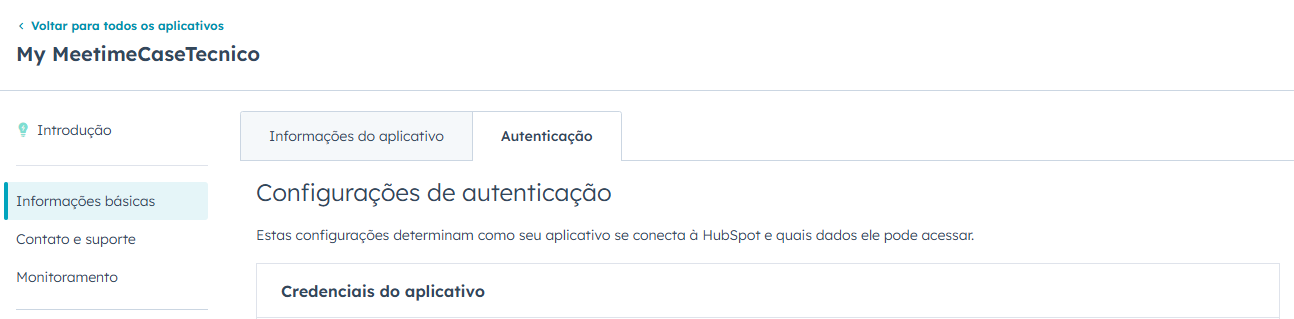 Voltar para todos os aplicativos
My MeetimeCaseTecnico
Introdução
Informações básicas
Contato e suporte
Monitoramento
Informações do aplicativo
Autenticação
Configurações de autenticação
Estas configurações determinam como seu aplicativo se conecta à HubSpot e quais dados ele pode acessar.
Credenciais do aplicativo